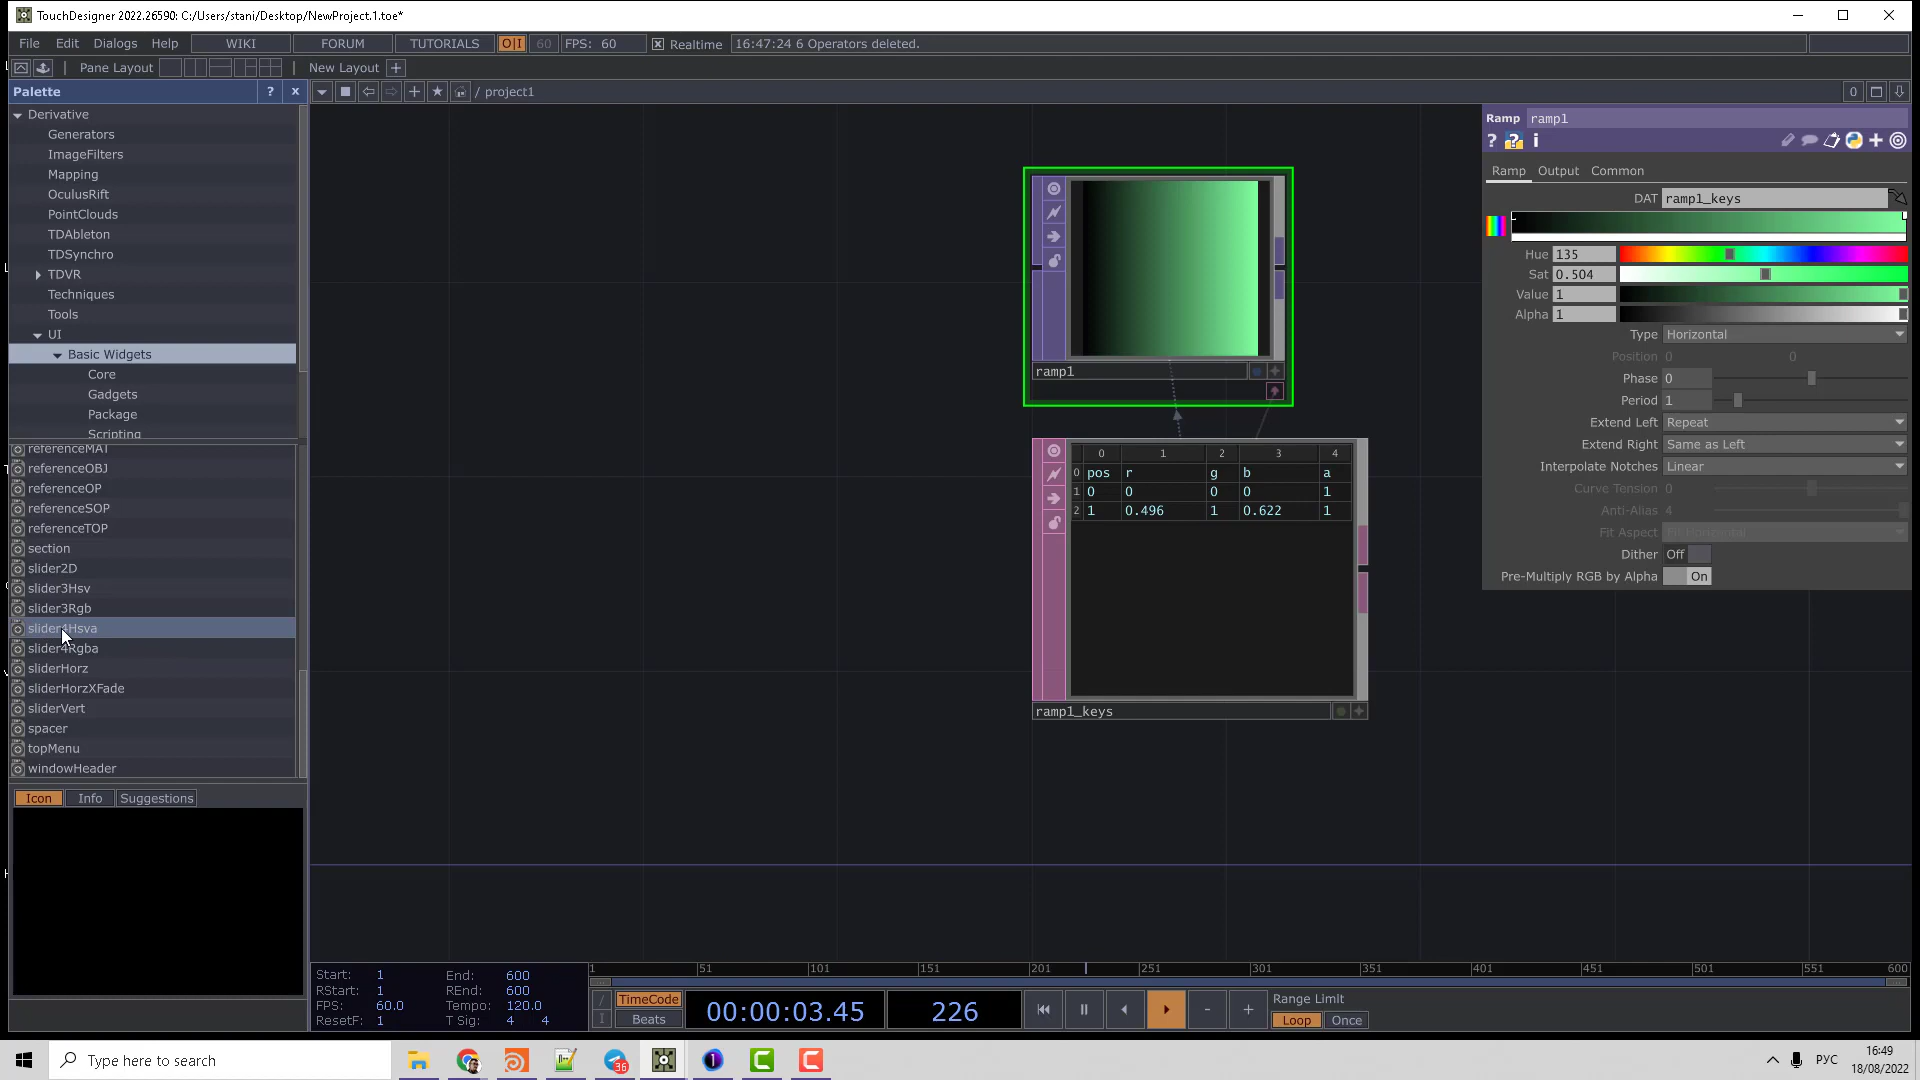 TouchDesigner 2022.26590: C:/Users/stani/Desktop/NewProject.1.toe*
File Edit Dialogs Help WIKI FORUM TUTORIALS O|I 60 FPS: 60 Realtime 16:47:24 6 Operators deleted.
Pane Layout New Layout +
Palette ? x / project1 0
Derivative
Generators
ImageFilters
Mapping
OculusRift
PointClouds
TDAbleton
TDSynchro
TDVR
Techniques
Tools
UI
Basic Widgets
Core
Gadgets
Package
Scripting
referenceMAT
referenceOBJ
referenceOP
referenceSOP
referenceTOP
section
slider2D
slider3Hsv
slider3Rgb
slider4Hsva
slider4Rgba
sliderHorz
sliderHorzXFade
sliderVert
spacer
topMenu
windowHeader
Icon Info Suggestions
ramp1
0 1 2 3 4
0 pos r g b a
1 0 0 0 0 1
2 1 0.496 1 0.622 1
ramp1_keys
Ramp ramp1
? ? i
Ramp Output Common
DAT ramp1_keys
Hue 135
Sat 0.504
Value 1
Alpha 1
Type Horizontal
Position 0 0
Phase 0
Period 1
Extend Left Repeat
Extend Right Same as Left
Interpolate Notches Linear
Curve Tension 0
Anti-Alias 4
Fit Aspect Fit Horizontal
Dither Off
Pre-Multiply RGB by Alpha On
Start: 1 End: 600
RStart: 1 REnd: 600
FPS: 60.0 Tempo: 120.0
ResetF: 1 T Sig: 4 4
1 51 101 151 201 251 301 351 401 451 501 551 600
/ TimeCode 00:00:03.45 226 - + Range Limit
I Beats Loop Once
Type here to search 36 РУС 16:49
18/08/2022